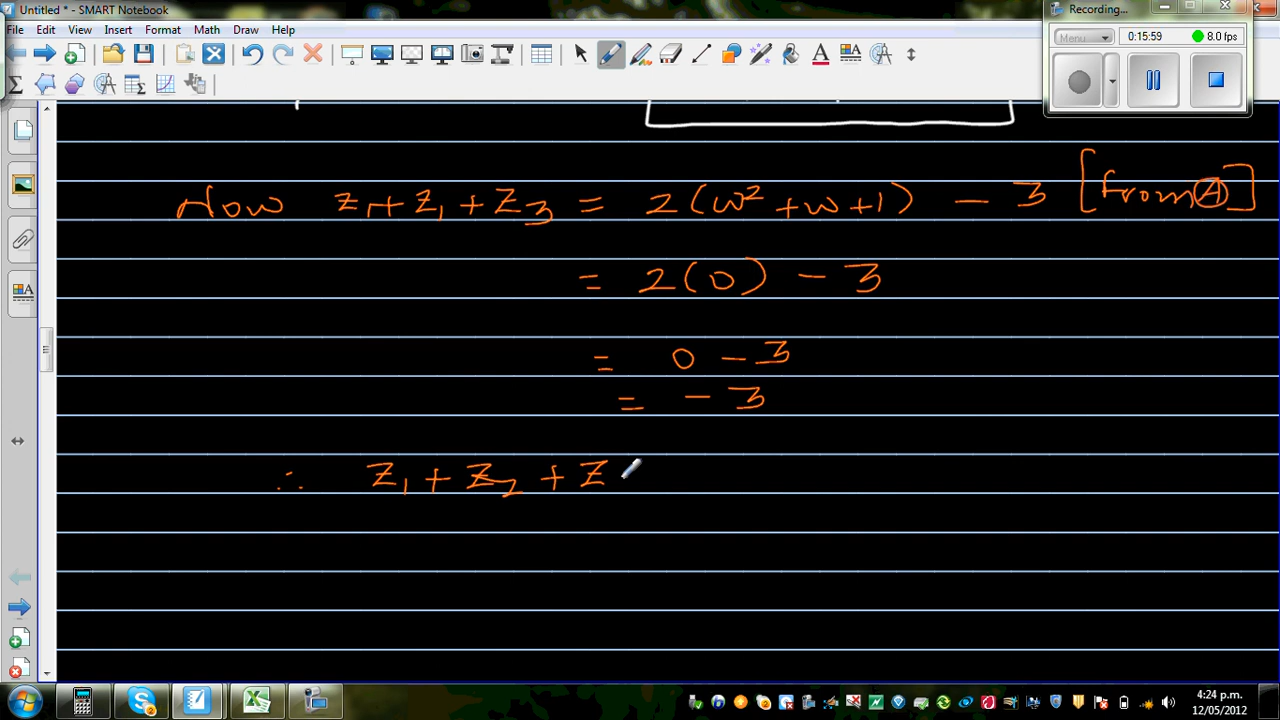 Untitled * - SMART Notebook
File Edit View Insert Format Math Draw Help
Recording...
Menu
0:15:59 8.0 fps
Now z₁+z₁+z₃ = 2(w²+w+1) - 3 [from Ⓐ]
= 2(0) - 3
= 0 - 3
= - 3
∴ z₁+z₂+z
4:24 p.m.
12/05/2012